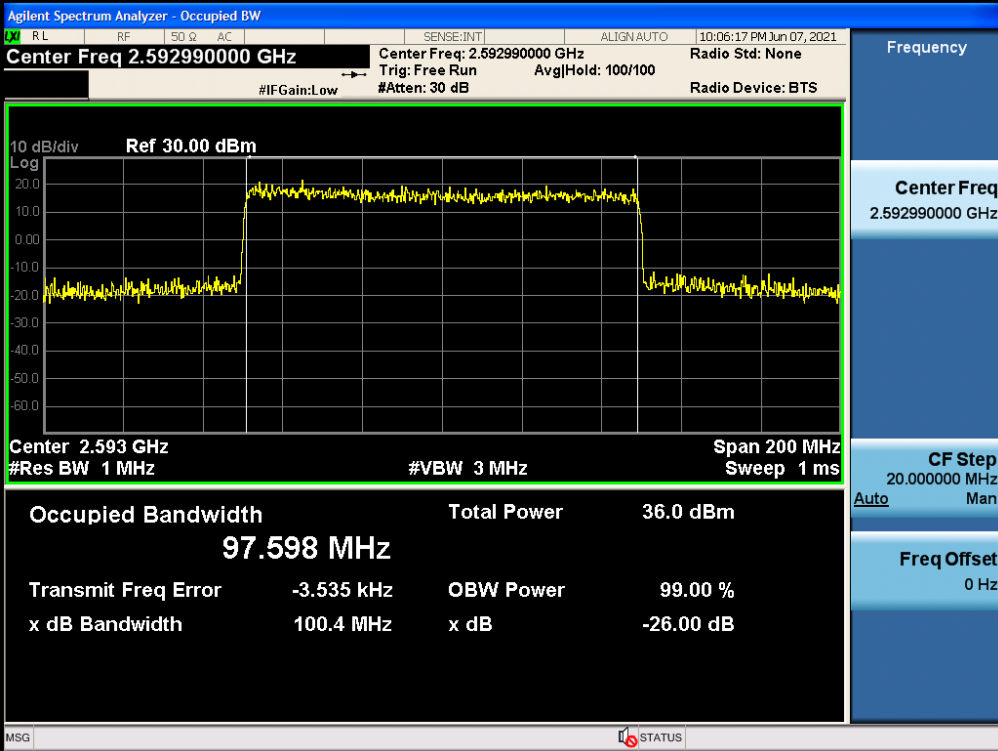 Agilent Spectrum Analyzer - Occupied BW
LXI RL RF 50 Ω AC SENSE:INT ALIGN AUTO 10:06:17 PM Jun 07, 2021
Center Freq 2.592990000 GHz
Center Freq: 2.592990000 GHz Radio Std: None
Trig: Free Run Avg|Hold: 100/100
#IFGain:Low #Atten: 30 dB Radio Device: BTS
Frequency
10 dB/div Ref 30.00 dBm
Log
20.0
10.0
0.00
-10.0
-20.0
-30.0
-40.0
-50.0
-60.0
Center 2.593 GHz Span 200 MHz
#Res BW 1 MHz #VBW 3 MHz Sweep 1 ms
Center Freq
2.592990000 GHz
CF Step
20.000000 MHz
Auto Man
Freq Offset
0 Hz
Occupied Bandwidth Total Power 36.0 dBm
97.598 MHz
Transmit Freq Error -3.535 kHz OBW Power 99.00 %
x dB Bandwidth 100.4 MHz x dB -26.00 dB
MSG STATUS